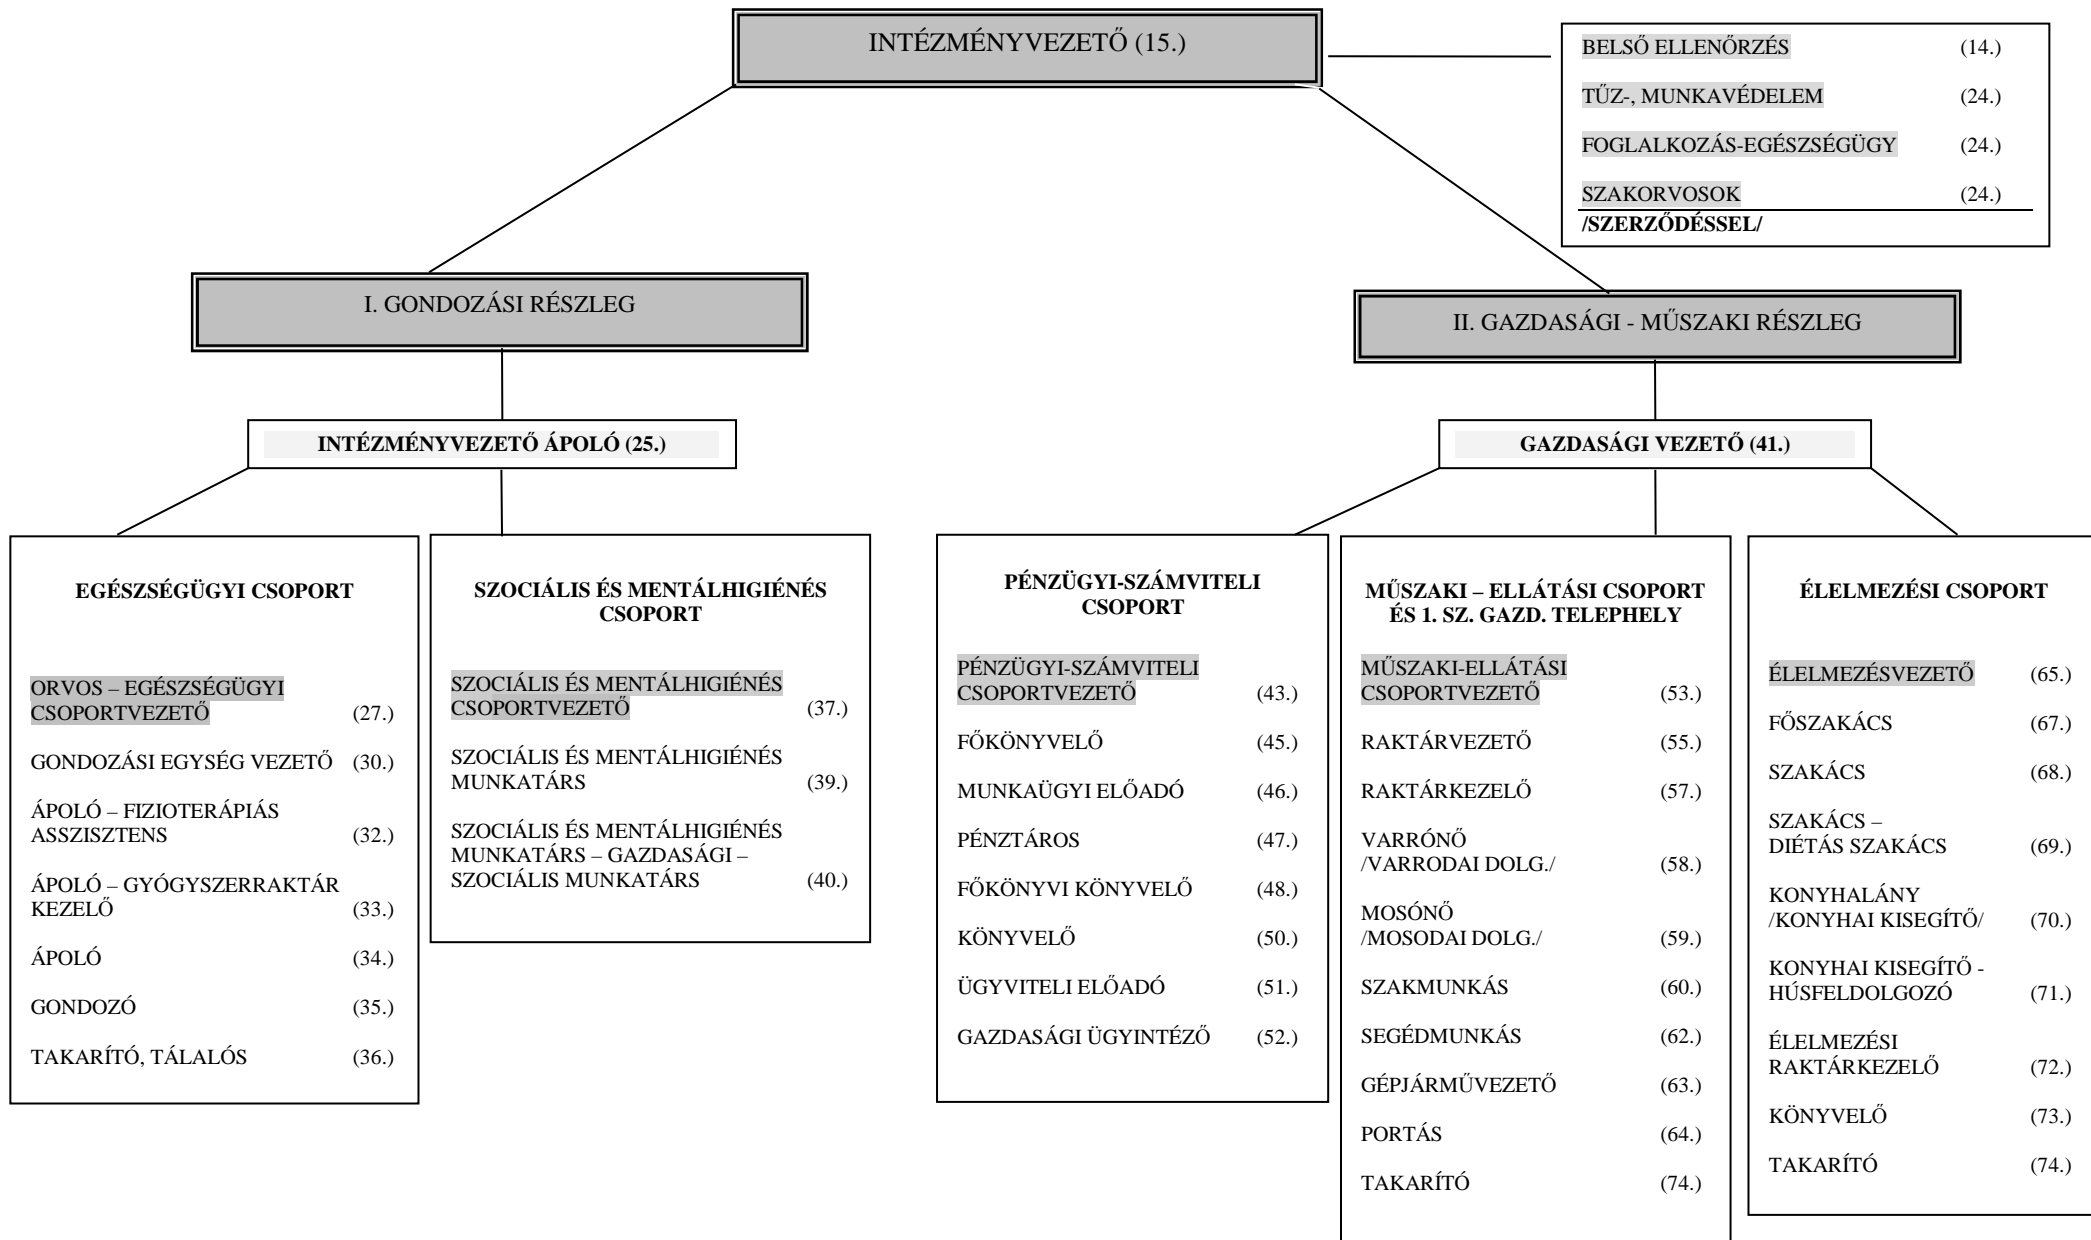 INTÉZMÉNYVEZETŐ (15.)
BELSŐ ELLENŐRZÉS (14.)
TŰZ-, MUNKAVÉDELEM (24.)
FOGLALKOZÁS-EGÉSZSÉGÜGY (24.)
SZAKORVOSOK (24.)
/SZERZŐDÉSSEL/
I. GONDOZÁSI RÉSZLEG
II. GAZDASÁGI - MŰSZAKI RÉSZLEG
INTÉZMÉNYVEZETŐ ÁPOLÓ (25.)
GAZDASÁGI VEZETŐ (41.)
EGÉSZSÉGÜGYI CSOPORT
ORVOS – EGÉSZSÉGÜGYI
CSOPORTVEZETŐ (27.)
GONDOZÁSI EGYSÉG VEZETŐ (30.)
ÁPOLÓ – FIZIOTERÁPIÁS
ASSZISZTENS (32.)
ÁPOLÓ – GYÓGYSZERRAKTÁR
KEZELŐ (33.)
ÁPOLÓ (34.)
GONDOZÓ (35.)
TAKARÍTÓ, TÁLALÓS (36.)
SZOCIÁLIS ÉS MENTÁLHIGIÉNÉS
CSOPORT
SZOCIÁLIS ÉS MENTÁLHIGIÉNÉS
CSOPORTVEZETŐ (37.)
SZOCIÁLIS ÉS MENTÁLHIGIÉNÉS
MUNKATÁRS (39.)
SZOCIÁLIS ÉS MENTÁLHIGIÉNÉS
MUNKATÁRS – GAZDASÁGI –
SZOCIÁLIS MUNKATÁRS (40.)
PÉNZÜGYI-SZÁMVITELI
CSOPORT
PÉNZÜGYI-SZÁMVITELI
CSOPORTVEZETŐ (43.)
FŐKÖNYVELŐ (45.)
MUNKAÜGYI ELŐADÓ (46.)
PÉNZTÁROS (47.)
FŐKÖNYVI KÖNYVELŐ (48.)
KÖNYVELŐ (50.)
ÜGYVITELI ELŐADÓ (51.)
GAZDASÁGI ÜGYINTÉZŐ (52.)
MŰSZAKI – ELLÁTÁSI CSOPORT
ÉS 1. SZ. GAZD. TELEPHELY
MŰSZAKI-ELLÁTÁSI
CSOPORTVEZETŐ (53.)
RAKTÁRVEZETŐ (55.)
RAKTÁRKEZELŐ (57.)
VARRÓNŐ
/VARRODAI DOLG./ (58.)
MOSÓNŐ
/MOSODAI DOLG./ (59.)
SZAKMUNKÁS (60.)
SEGÉDMUNKÁS (62.)
GÉPJÁRMŰVEZETŐ (63.)
PORTÁS (64.)
TAKARÍTÓ (74.)
ÉLELMEZÉSI CSOPORT
ÉLELMEZÉSVEZETŐ (65.)
FŐSZAKÁCS (67.)
SZAKÁCS (68.)
SZAKÁCS –
DIÉTÁS SZAKÁCS (69.)
KONYHALÁNY
/KONYHAI KISEGÍTŐ/ (70.)
KONYHAI KISEGÍTŐ -
HÚSFELDOLGOZÓ (71.)
ÉLELMEZÉSI
RAKTÁRKEZELŐ (72.)
KÖNYVELŐ (73.)
TAKARÍTÓ (74.)